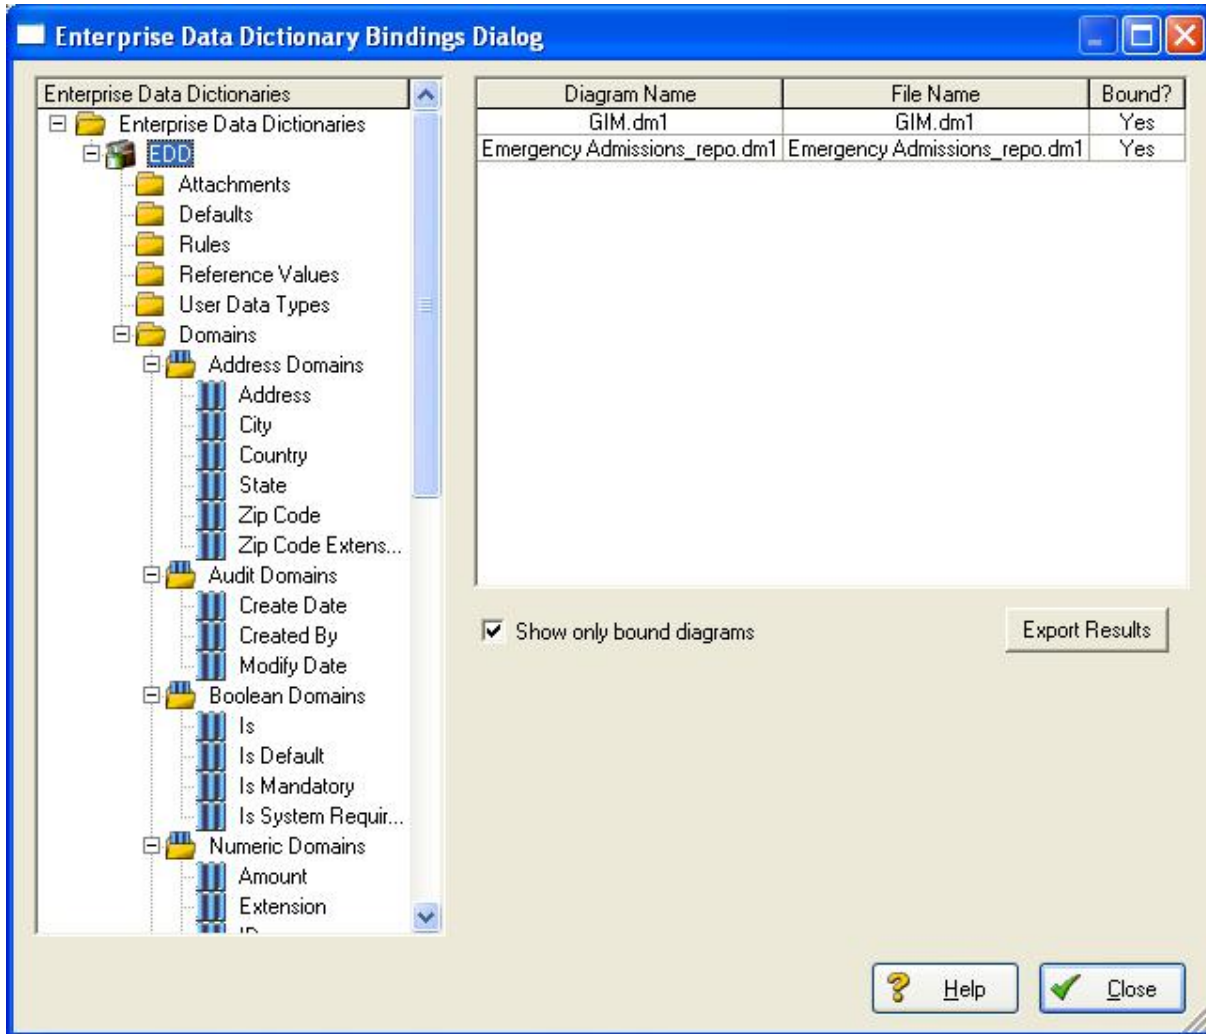 Enterprise Data Dictionary Bindings Dialog
Enterprise Data Dictionaries
Enterprise Data Dictionaries
EDD
Attachments
Defaults
Rules
Reference Values
User Data Types
Domains
Address Domains
Address
City
Country
State
Zip Code
Zip Code Extens...
Audit Domains
Create Date
Created By
Modify Date
Boolean Domains
Is
Is Default
Is Mandatory
Is System Requir...
Numeric Domains
Amount
Extension
Diagram Name File Name Bound?
GIM.dm1 GIM.dm1 Yes
Emergency Admissions_repo.dm1 Emergency Admissions_repo.dm1 Yes
Show only bound diagrams
Export Results
Help
Close